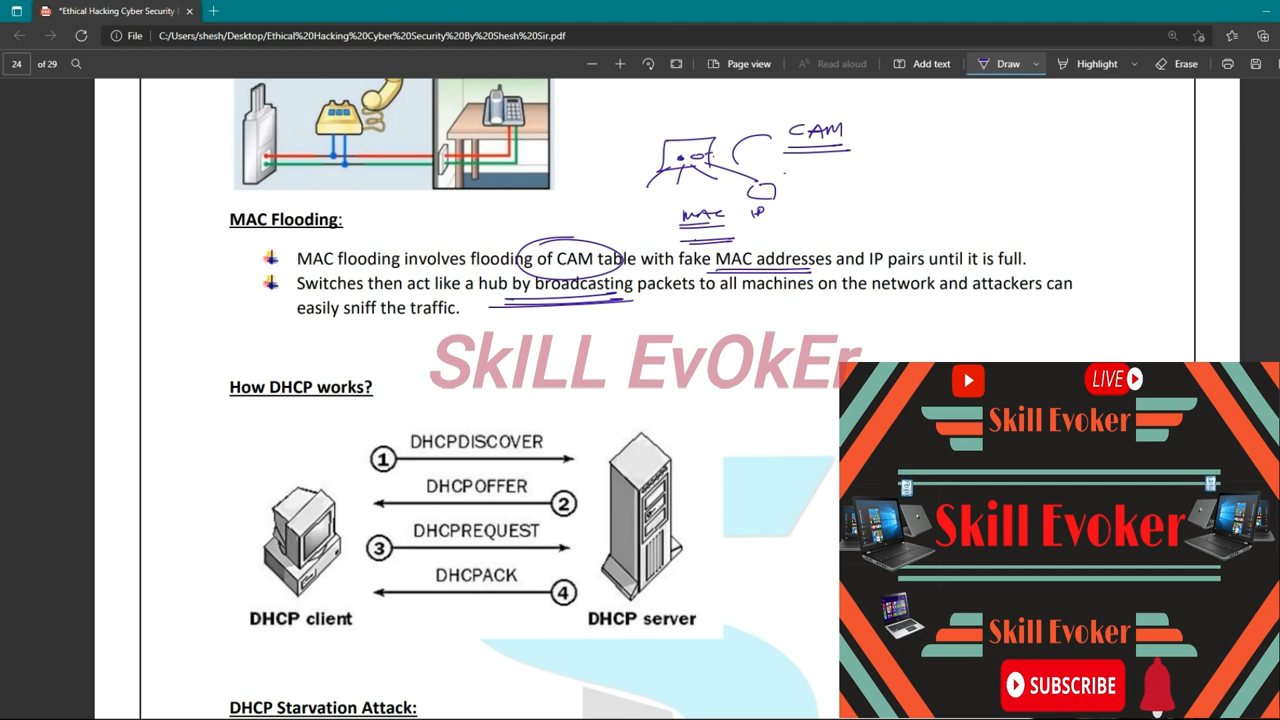 *Ethical Hacking Cyber Security
File C:/Users/shesh/Desktop/Ethical%20Hacking%20Cyber%20Security%20By%20Shesh%20Sir.pdf
24 of 29
Page view
Read aloud
Add text
Draw
Highlight
Erase
CAM
MAC
IP
MAC Flooding:
MAC flooding involves flooding of CAM table with fake MAC addresses and IP pairs until it is full.
Switches then act like a hub by broadcasting packets to all machines on the network and attackers can
easily sniff the traffic.
SkILL EvOkEr
How DHCP works?
1 DHCPDISCOVER
DHCPOFFER 2
3 DHCPREQUEST
DHCPACK 4
DHCP client
DHCP server
DHCP Starvation Attack:
LIVE
Skill Evoker
Skill Evoker
Skill Evoker
SUBSCRIBE